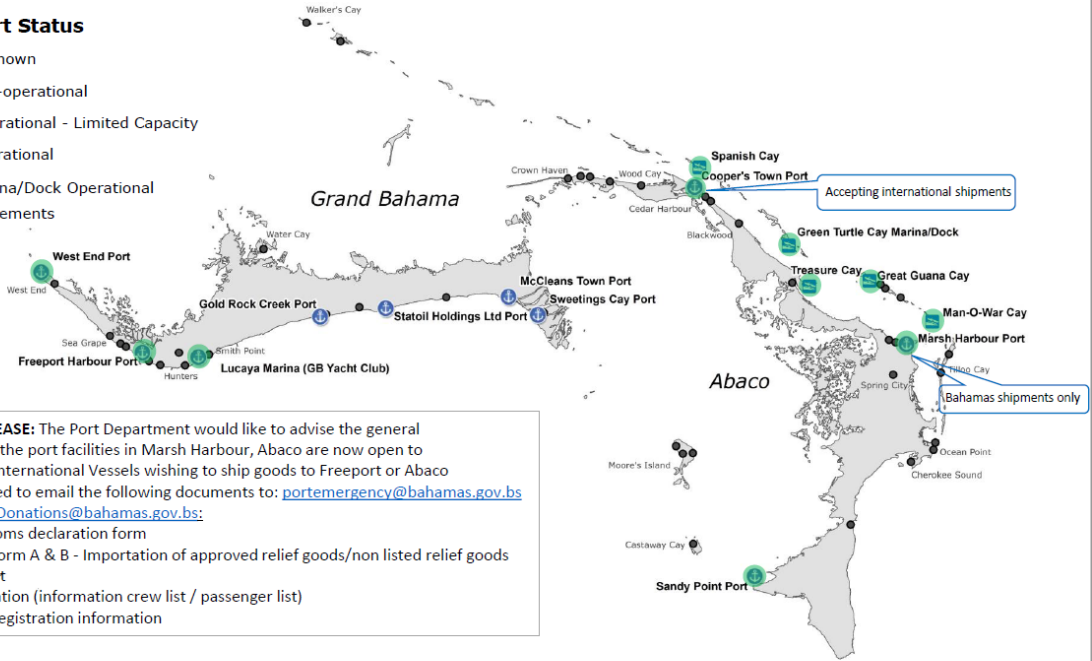 rt Status
nown
-operational
rational - Limited Capacity
rational
na/Dock Operational
ements
Walker's Cay
Grand Bahama
Crown Haven
Wood Cay
Spanish Cay
Cooper's Town Port
Accepting international shipments
Cedar Harbour
Blackwood
Green Turtle Cay Marina/Dock
Water Cay
West End Port
West End
Treasure Cay
Great Guana Cay
McCleans Town Port
Sweetings Cay Port
Gold Rock Creek Port
Statoil Holdings Ltd Port
Man-O-War Cay
Sea Grape
Smith Point
Marsh Harbour Port
Freeport Harbour Port
Hunters
Lucaya Marina (GB Yacht Club)
Tilloo Cay
Abaco
Spring City
Bahamas shipments only
EASE: The Port Department would like to advise the general
the port facilities in Marsh Harbour, Abaco are now open to
nternational Vessels wishing to ship goods to Freeport or Abaco
ed to email the following documents to: portemergency@bahamas.gov.bs
Donations@bahamas.gov.bs:
oms declaration form
orm A & B - Importation of approved relief goods/non listed relief goods
t
ation (information crew list / passenger list)
egistration information
Moore's Island
Ocean Point
Cherokee Sound
Castaway Cay
Sandy Point Port